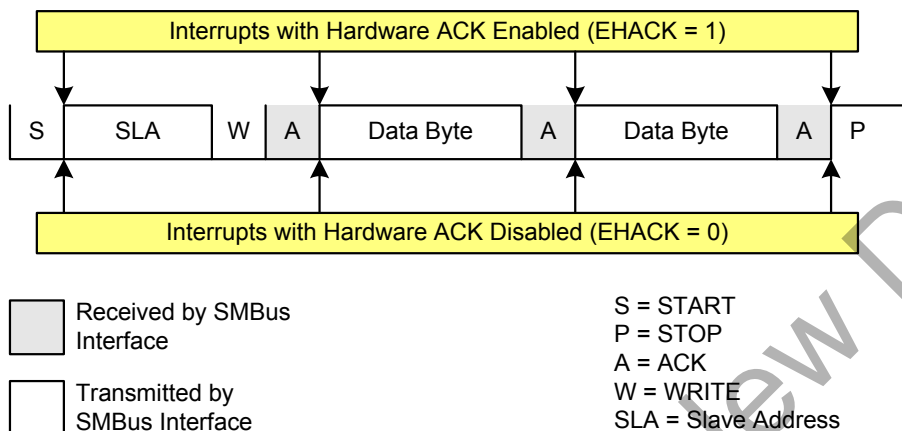 Interrupts with Hardware ACK Enabled (EHACK = 1)
S SLA W A Data Byte A Data Byte A P
Interrupts with Hardware ACK Disabled (EHACK = 0)
Received by SMBus
Interface
Transmitted by
SMBus Interface
S = START
P = STOP
A = ACK
W = WRITE
SLA = Slave Address